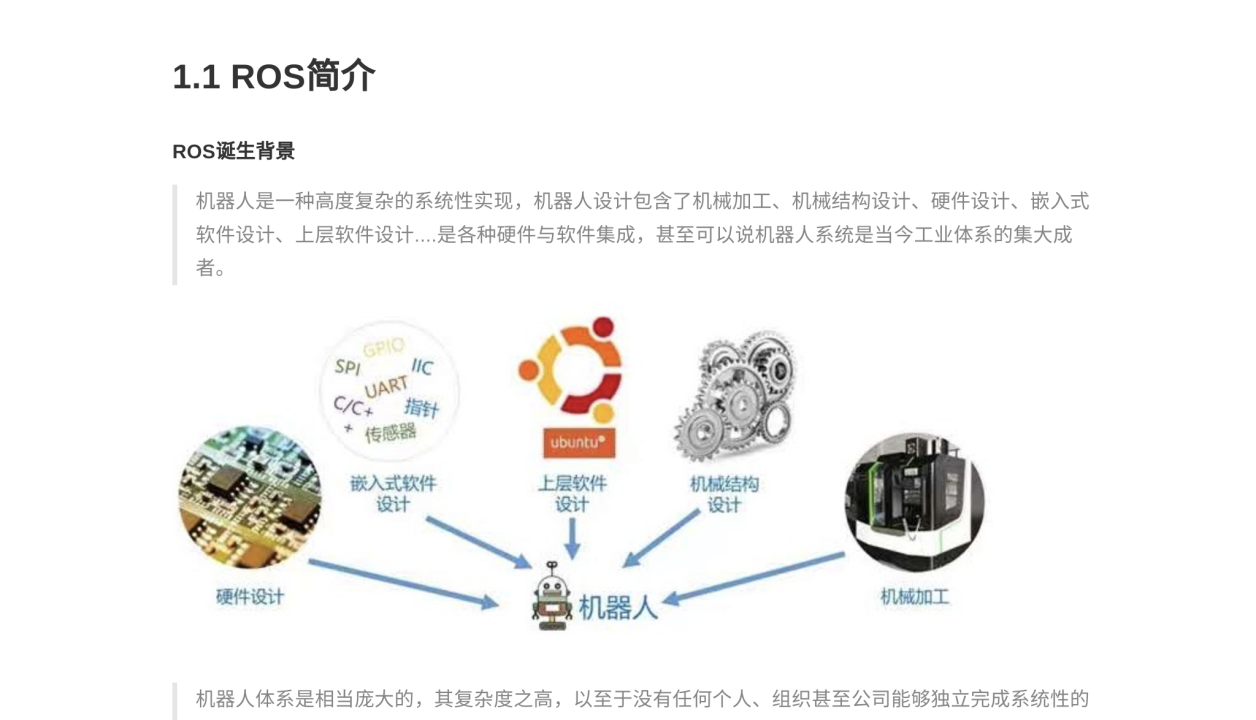 1.1 ROS简介
ROS诞生背景
机器人是一种高度复杂的系统性实现，机器人设计包含了机械加工、机械结构设计、硬件设计、嵌入式
软件设计、上层软件设计....是各种硬件与软件集成，甚至可以说机器人系统是当今工业体系的集大成
者。
GPIO
SPI
IIC
UART
C/C+
+
指针
传感器
ubuntu®
嵌入式软件
设计
上层软件
设计
机械结构
设计
硬件设计
机械加工
机器人
机器人体系是相当庞大的，其复杂度之高，以至于没有任何个人、组织甚至公司能够独立完成系统性的